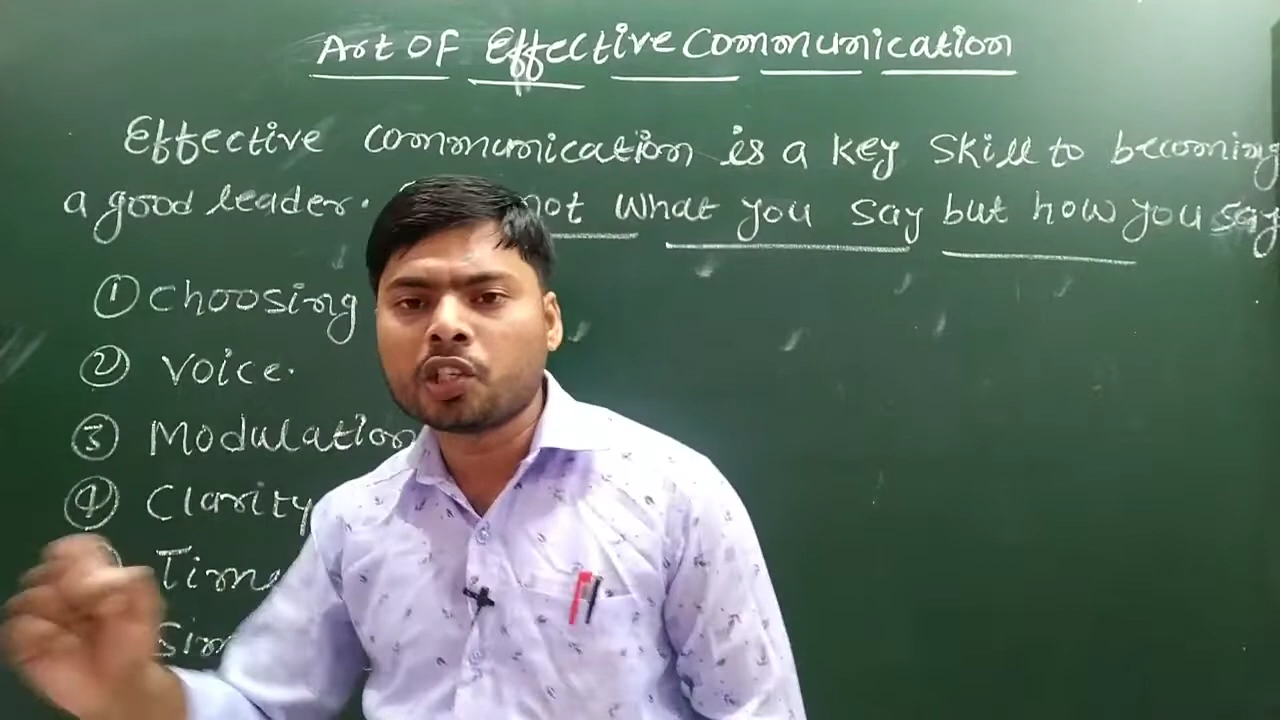 Art OF Effective Communication
Effective communication is a key skill to becoming
a good leader. not what you say but how you say
① Choosing
② Voice.
③ Modulation
④ Clarity